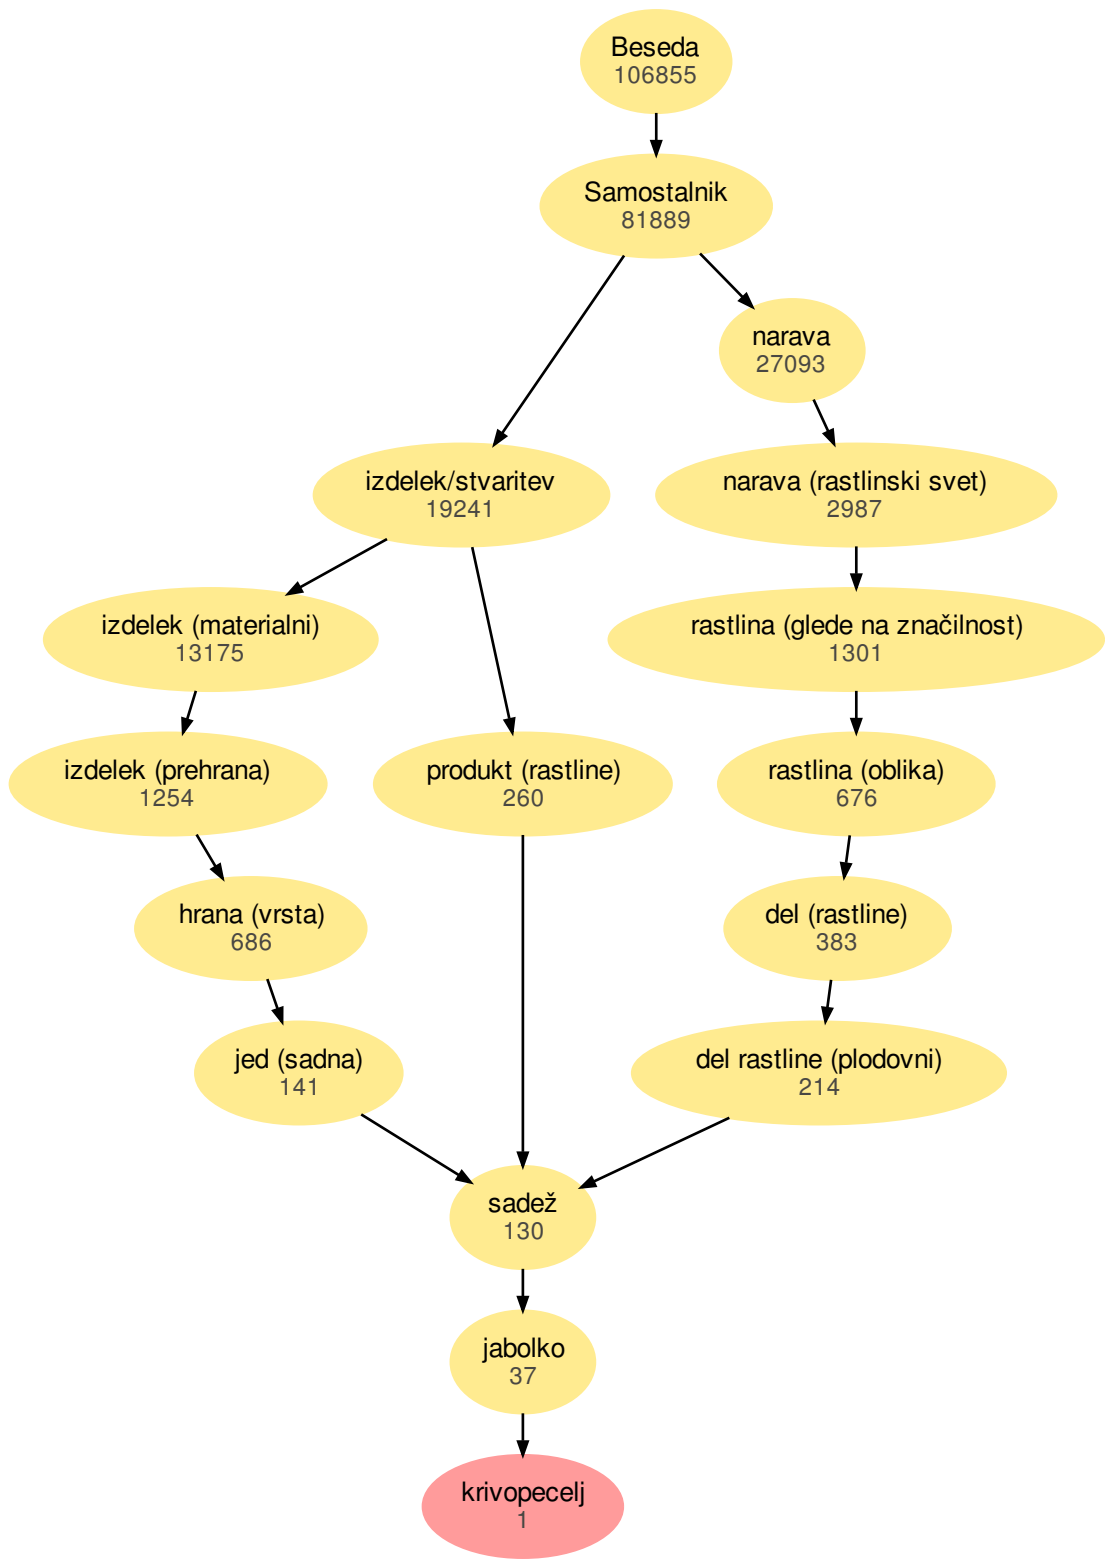 Beseda
106855
Samostalnik
81889
narava
27093
izdelek/stvaritev
19241
narava (rastlinski svet)
2987
izdelek (materialni)
13175
rastlina (glede na značilnost)
1301
izdelek (prehrana)
1254
produkt (rastline)
260
rastlina (oblika)
676
hrana (vrsta)
686
del (rastline)
383
jed (sadna)
141
del rastline (plodovni)
214
sadež
130
jabolko
37
krivopecelj
1